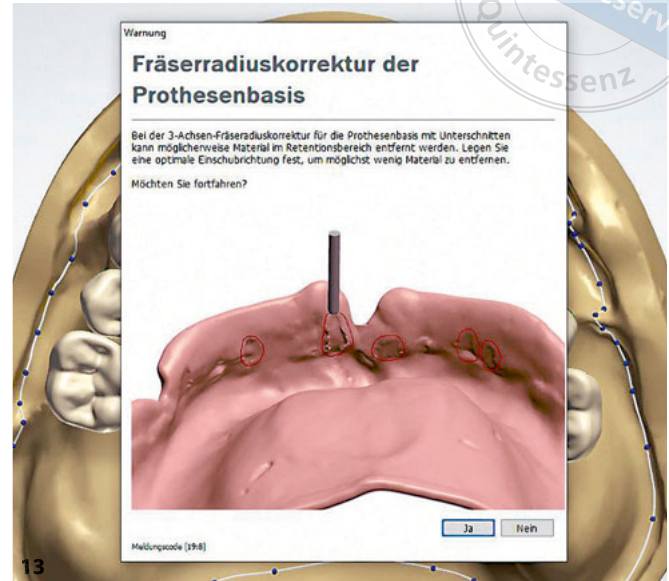 Quintessenz
Warnung
Fräserradiuskorrektur der
Prothesenbasis
Bei der 3-Achsen-Fräseradiuskorrektur für die Prothesenbasis mit Unterschnitten
kann möglicherweise Material im Retentionsbereich entfernt werden. Legen Sie
eine optimale Einschubrichtung fest, um möglichst wenig Material zu entfernen.
Möchten Sie fortfahren?
Ja Nein
Meldungscode [19:8]
13